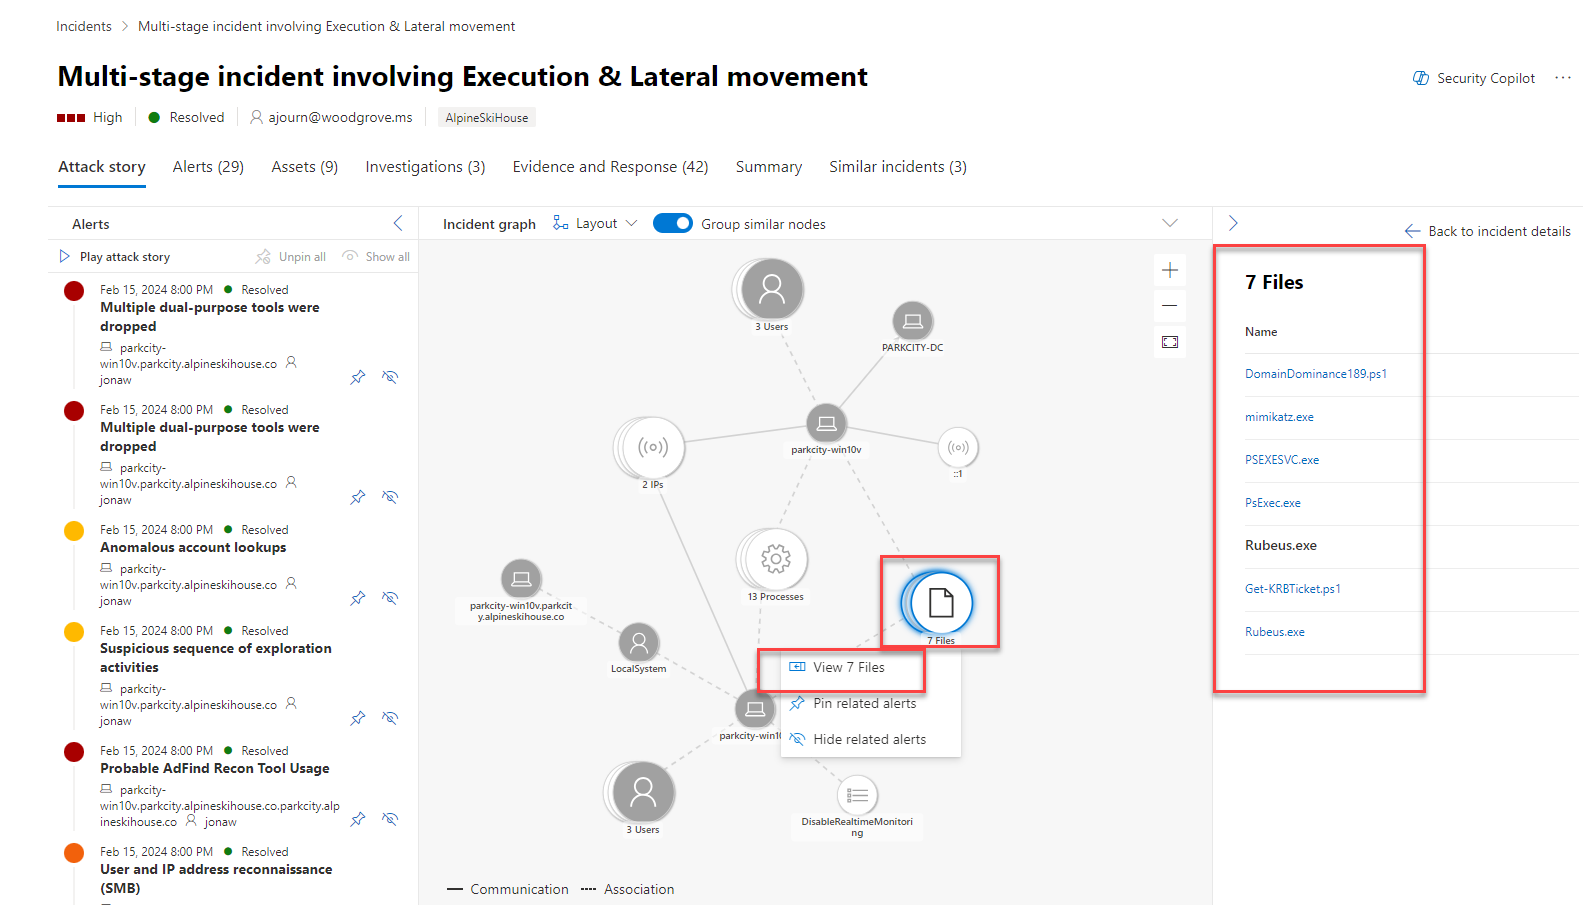 Incidents > Multi-stage incident involving Execution & Lateral movement
Multi-stage incident involving Execution & Lateral movement
Security Copilot ...
High Resolved ajourn@woodgrove.ms AlpineSkiHouse
Attack story Alerts (29) Assets (9) Investigations (3) Evidence and Response (42) Summary Similar incidents (3)
Alerts
Play attack story Unpin all Show all
Feb 15, 2024 8:00 PM Resolved
Multiple dual-purpose tools were
dropped
parkcity-
win10v.parkcity.alpineskihouse.co
jonaw
Feb 15, 2024 8:00 PM Resolved
Multiple dual-purpose tools were
dropped
parkcity-
win10v.parkcity.alpineskihouse.co
jonaw
Feb 15, 2024 8:00 PM Resolved
Anomalous account lookups
parkcity-
win10v.parkcity.alpineskihouse.co
jonaw
Feb 15, 2024 8:00 PM Resolved
Suspicious sequence of exploration
activities
parkcity-
win10v.parkcity.alpineskihouse.co
jonaw
Feb 15, 2024 8:00 PM Resolved
Probable AdFind Recon Tool Usage
parkcity-
win10v.parkcity.alpineskihouse.co.parkcity.alp
ineskihouse.co jonaw
Feb 15, 2024 8:00 PM Resolved
User and IP address reconnaissance
(SMB)
Incident graph Layout Group similar nodes
3 Users
PARKCITY-DC
parkcity-win10v
2 IPs
::1
13 Processes
parkcity-win10v.parkcit
y.alpineskihouse.co
7 Files
LocalSystem
View 7 Files
Pin related alerts
Hide related alerts
parkcity-win10
3 Users
DisableRealtimeMonitori
ng
Communication Association
Back to incident details
7 Files
Name
DomainDominance189.ps1
mimikatz.exe
PSEXESVC.exe
PsExec.exe
Rubeus.exe
Get-KRBTicket.ps1
Rubeus.exe